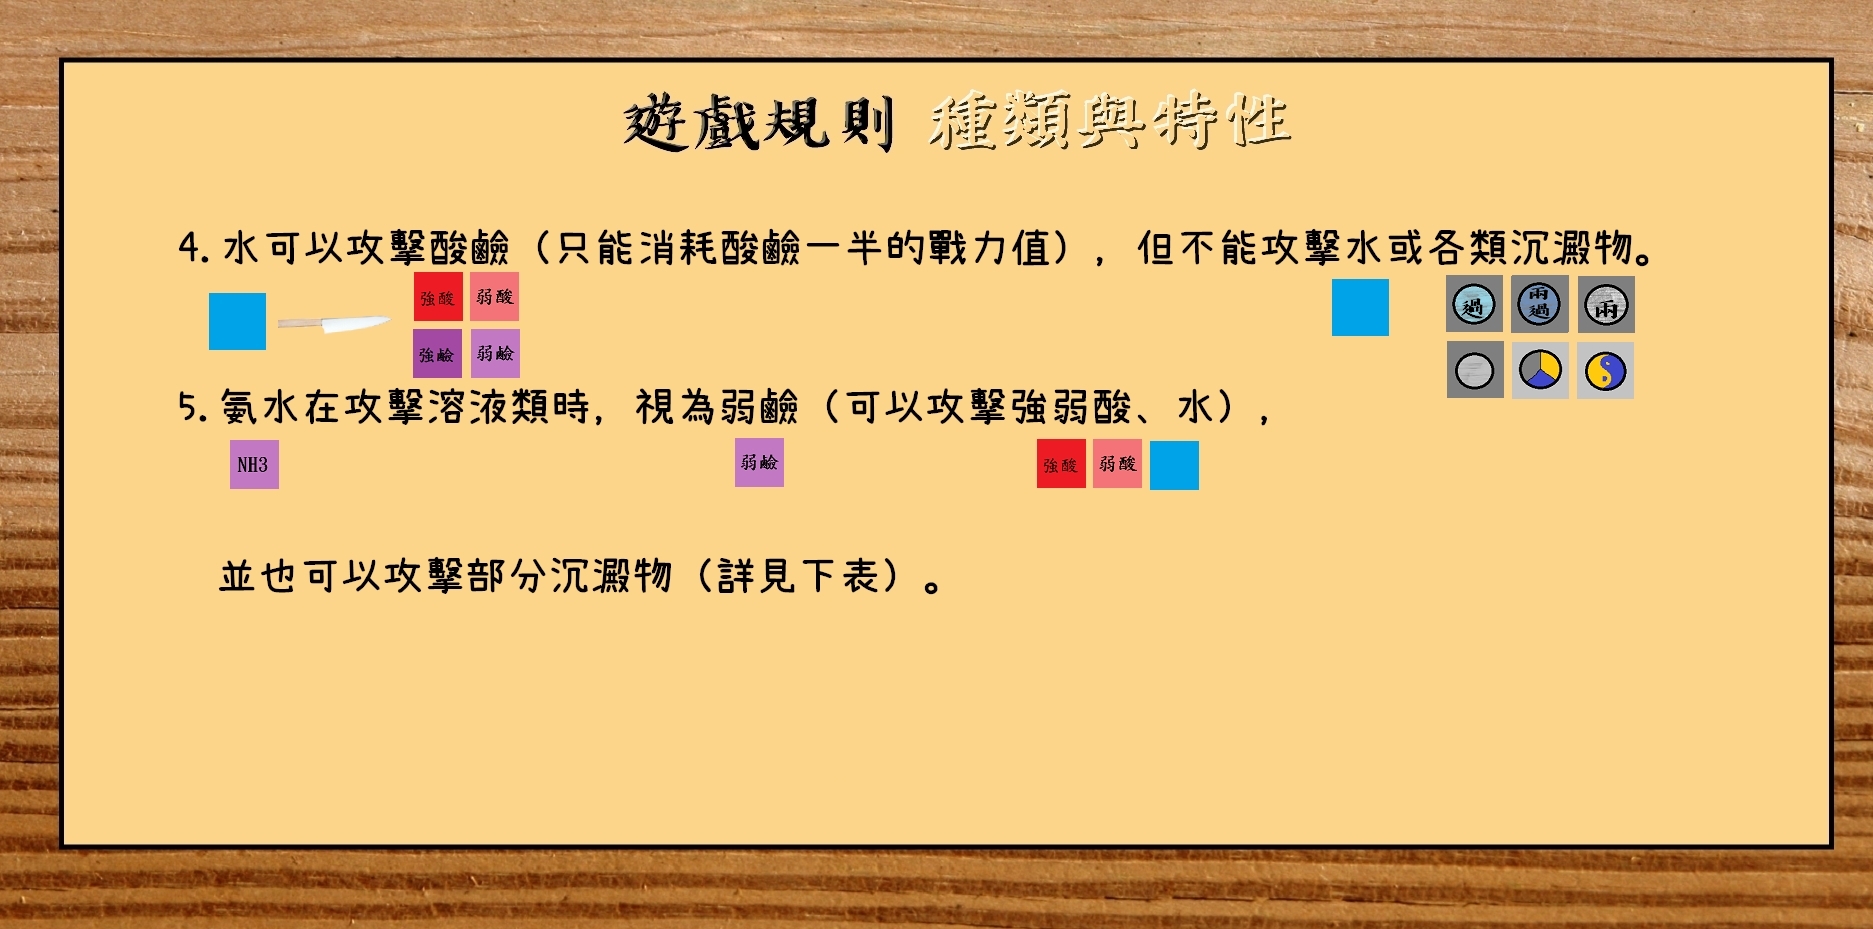 遊戲規則 種類與特性
4. 水可以攻擊酸鹼（只能消耗酸鹼一半的戰力值），但不能攻擊水或各類沉澱物。
強酸 弱酸 過 兩過 兩
強鹼 弱鹼
5. 氨水在攻擊溶液類時，視為弱鹼（可以攻擊強弱酸、水），
NH3 弱鹼 強酸 弱酸
並也可以攻擊部分沉澱物（詳見下表）。